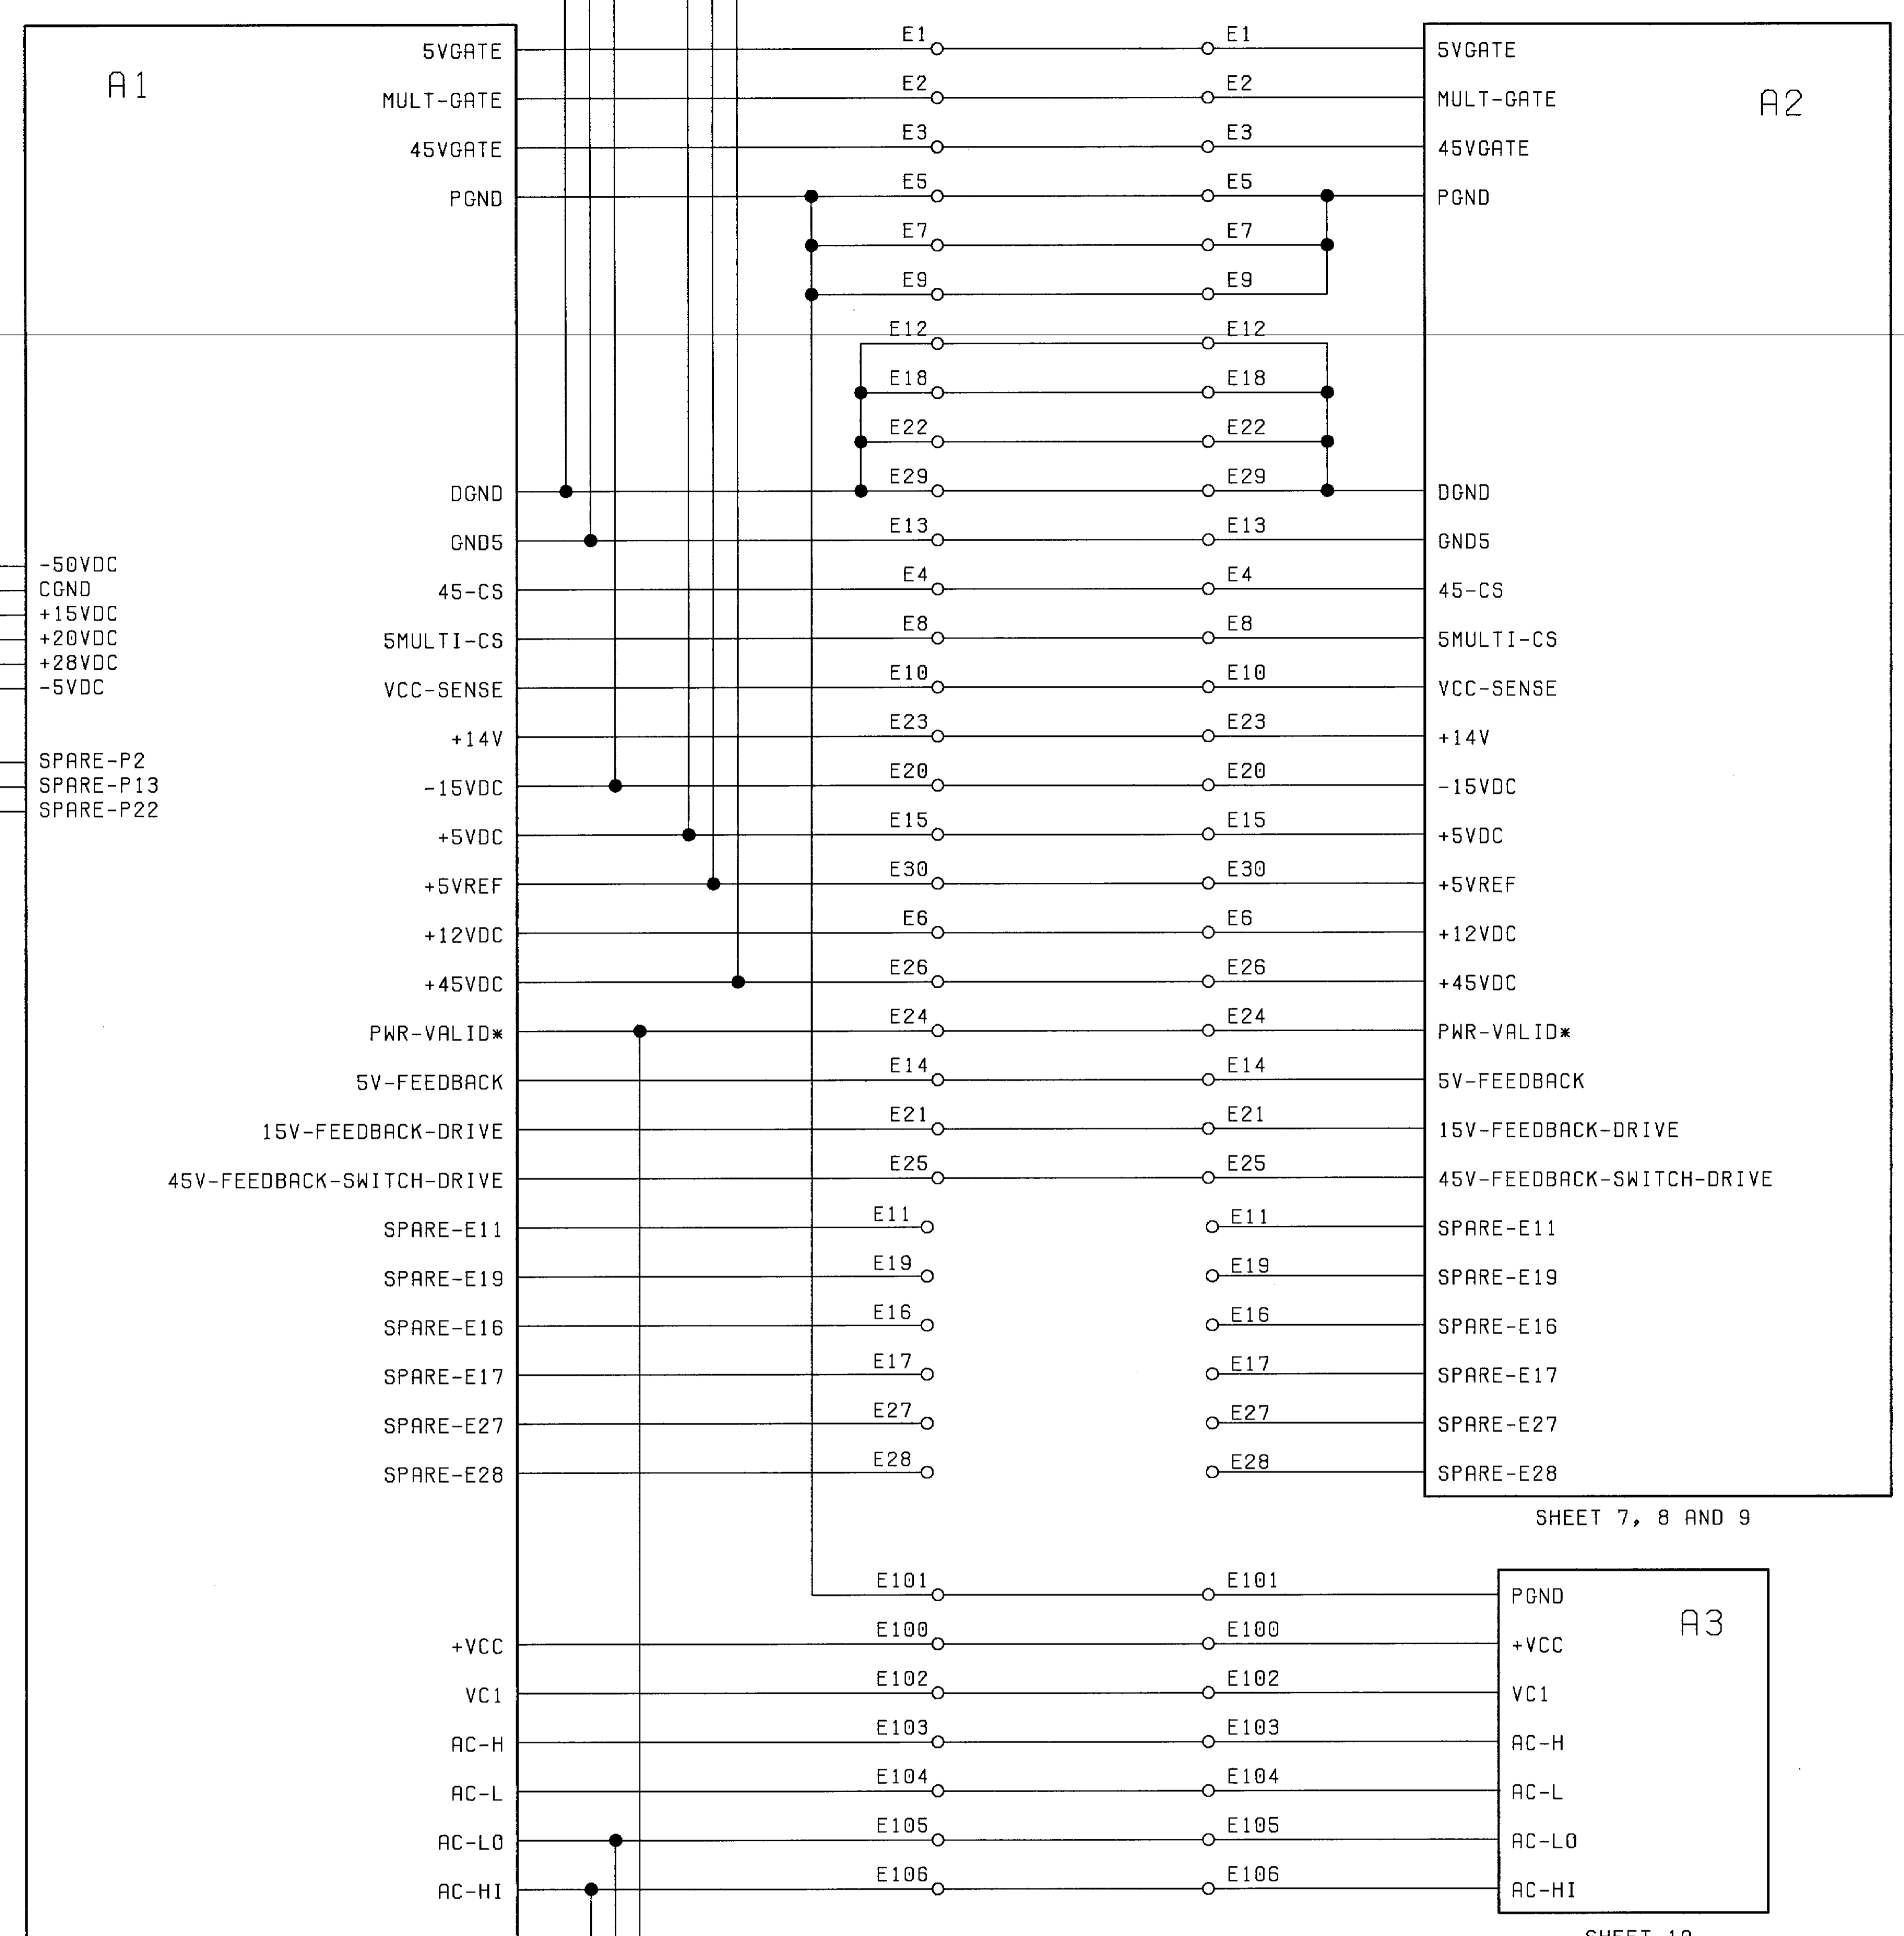 A1
A2
5VGATE E1 E1 5VGATE
MULT-GATE E2 E2 MULT-GATE
45VGATE E3 E3 45VGATE
PGND E5 E5 PGND
E7 E7
E9 E9
E12 E12
E18 E18
E22 E22
DGND E29 E29 DGND
GND5 E13 E13 GND5
-50VDC
CGND
+15VDC
+20VDC
+28VDC
-5VDC
SPARE-P2
SPARE-P13
SPARE-P22
45-CS E4 E4 45-CS
5MULTI-CS E8 E8 5MULTI-CS
VCC-SENSE E10 E10 VCC-SENSE
+14V E23 E23 +14V
-15VDC E20 E20 -15VDC
+5VDC E15 E15 +5VDC
+5VREF E30 E30 +5VREF
+12VDC E6 E6 +12VDC
+45VDC E26 E26 +45VDC
PWR-VALID* E24 E24 PWR-VALID*
5V-FEEDBACK E14 E14 5V-FEEDBACK
15V-FEEDBACK-DRIVE E21 E21 15V-FEEDBACK-DRIVE
45V-FEEDBACK-SWITCH-DRIVE E25 E25 45V-FEEDBACK-SWITCH-DRIVE
SPARE-E11 E11 E11 SPARE-E11
SPARE-E19 E19 E19 SPARE-E19
SPARE-E16 E16 E16 SPARE-E16
SPARE-E17 E17 E17 SPARE-E17
SPARE-E27 E27 E27 SPARE-E27
SPARE-E28 E28 E28 SPARE-E28
SHEET 7, 8 AND 9
A3
E101 E101 PGND
+VCC E100 E100 +VCC
VC1 E102 E102 VC1
AC-H E103 E103 AC-H
AC-L E104 E104 AC-L
AC-LO E105 E105 AC-LO
AC-HI E106 E106 AC-HI
SHEET 10